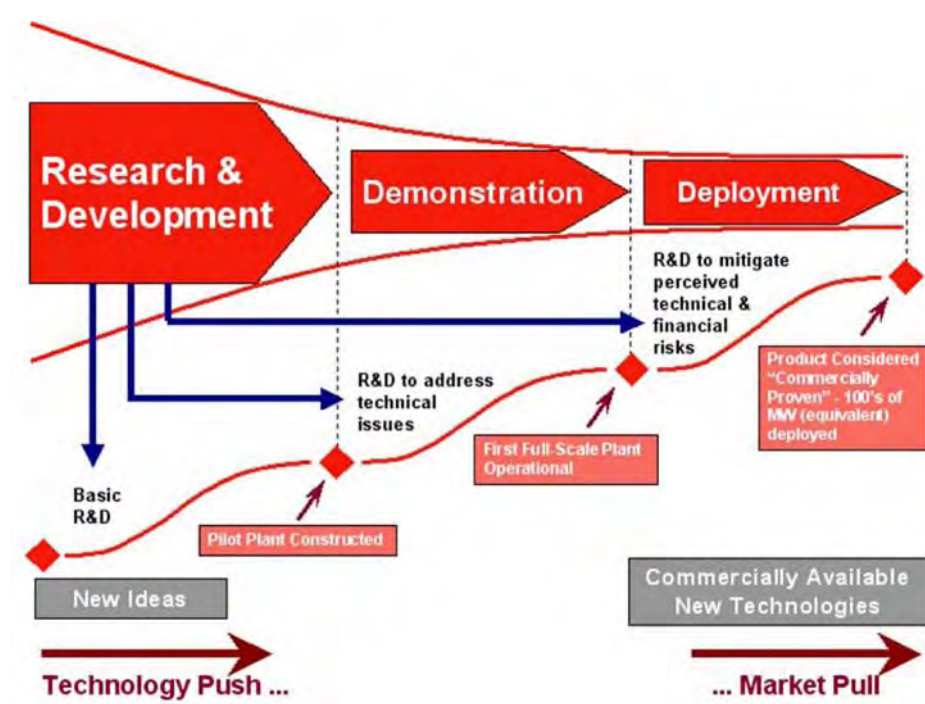 Research &
Development
Demonstration
Deployment
R&D to mitigate
perceived
technical &
financial
risks
Product Considered
"Commercially
Proven" - 100's of
MW (equivalent)
deployed
R&D to address
technical
issues
First Full-Scale Plant
Operational
Basic
R&D
Pilot Plant Constructed
New Ideas
Commercially Available
New Technologies
Technology Push ...
... Market Pull